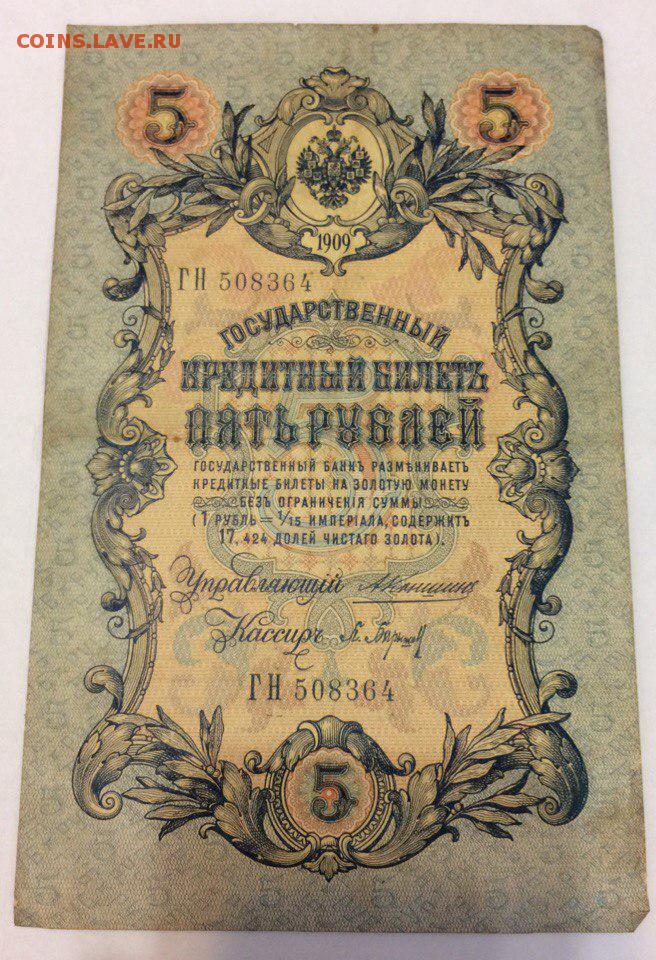 COINS.LAVE.RU
5 5
1909
ГН 508364
ГОСУДАРСТВЕННЫЙ
КРЕДИТНЫЙ БИЛЕТЪ
ПЯТЬ РУБЛЕЙ
ГОСУДАРСТВЕННЫЙ БАНКЪ РАЗМѢНИВАЕТЪ
КРЕДИТНЫЕ БИЛЕТЫ НА ЗОЛОТУЮ МОНЕТУ
БЕЗЪ ОГРАНИЧЕНІЯ СУММЫ
(1 РУБЛЬ = 1/15 ИМПЕРІАЛА, СОДЕРЖИТЪ
17,424 ДОЛЕЙ ЧИСТАГО ЗОЛОТА).
Управляющій АКоншинъ
Кассиръ
ГН 508364
5